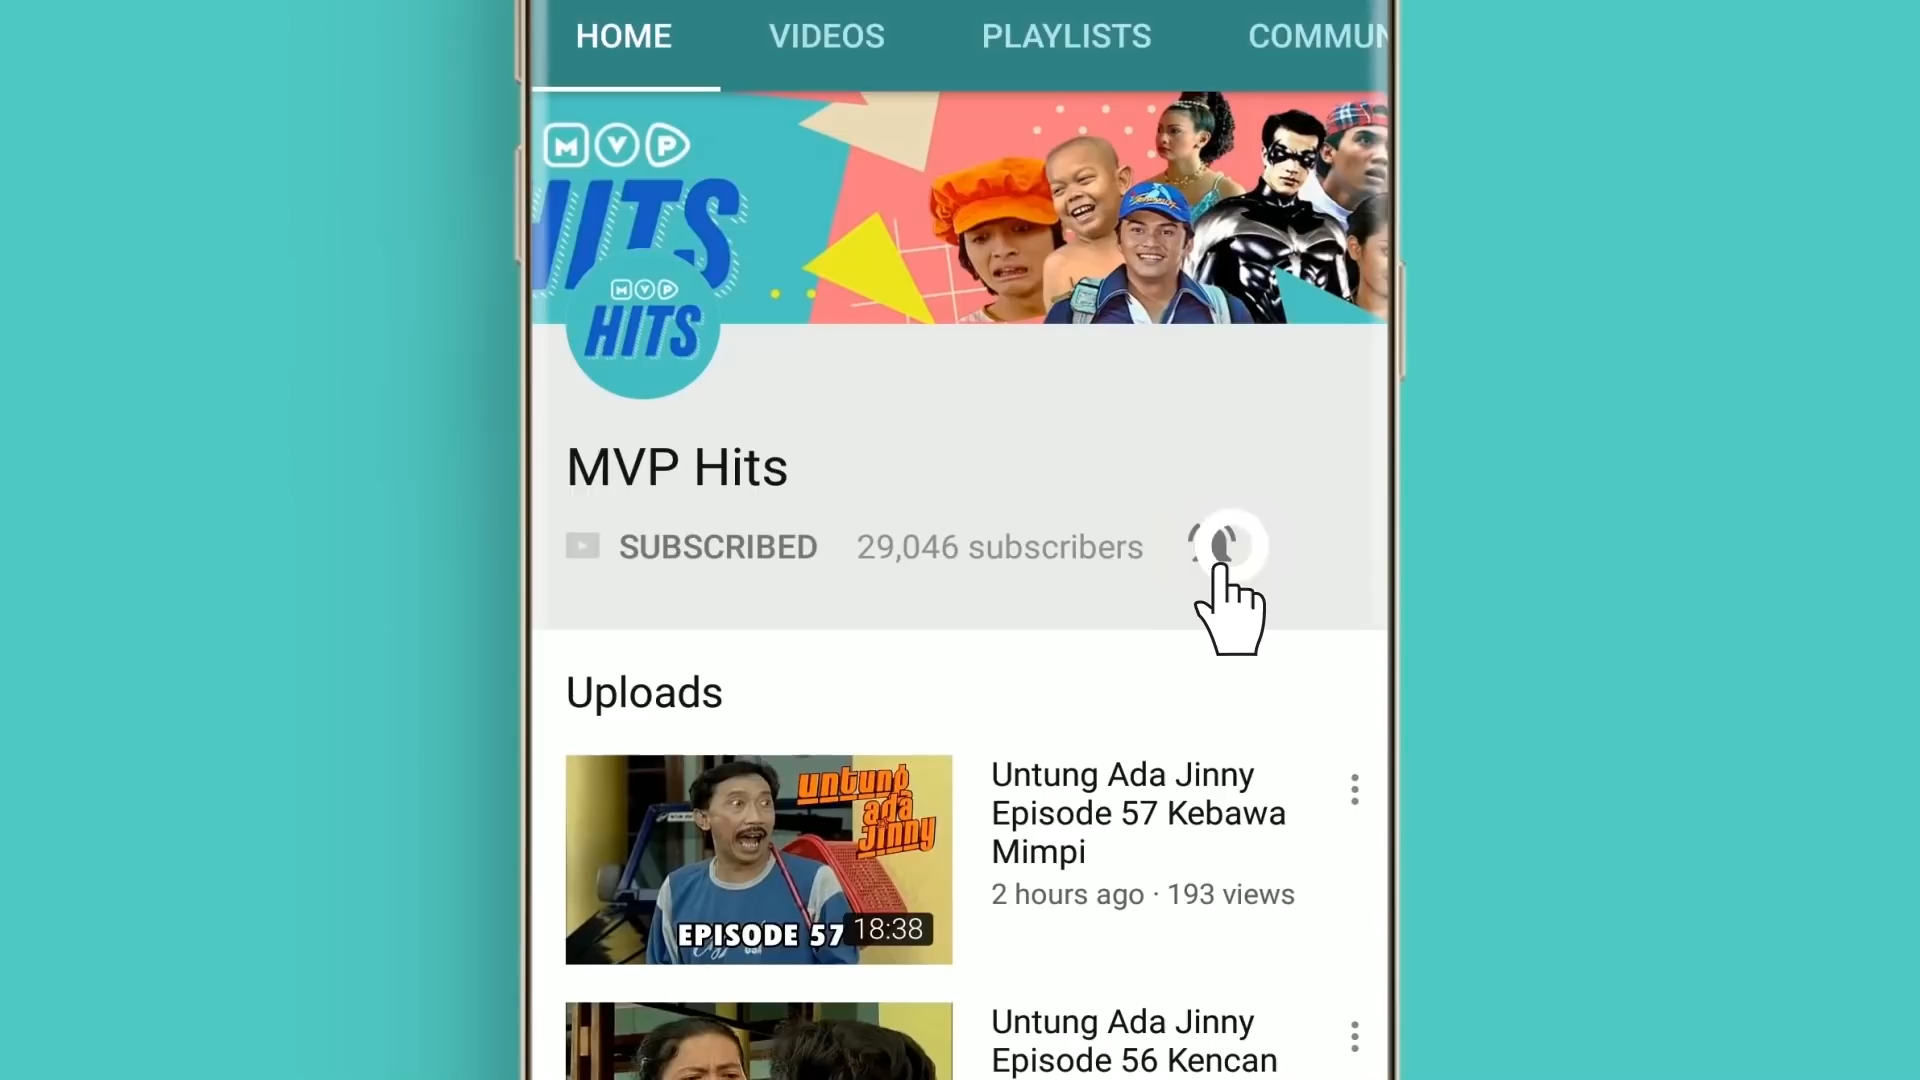 HOME VIDEOS PLAYLISTS COMMUN
MVP
HITS
MVP
HITS
MVP Hits
SUBSCRIBED 29,046 subscribers
Uploads
untung
ada
jinny
EPISODE 57
18:38
Untung Ada Jinny
Episode 57 Kebawa
Mimpi
2 hours ago · 193 views
Untung Ada Jinny
Episode 56 Kencan